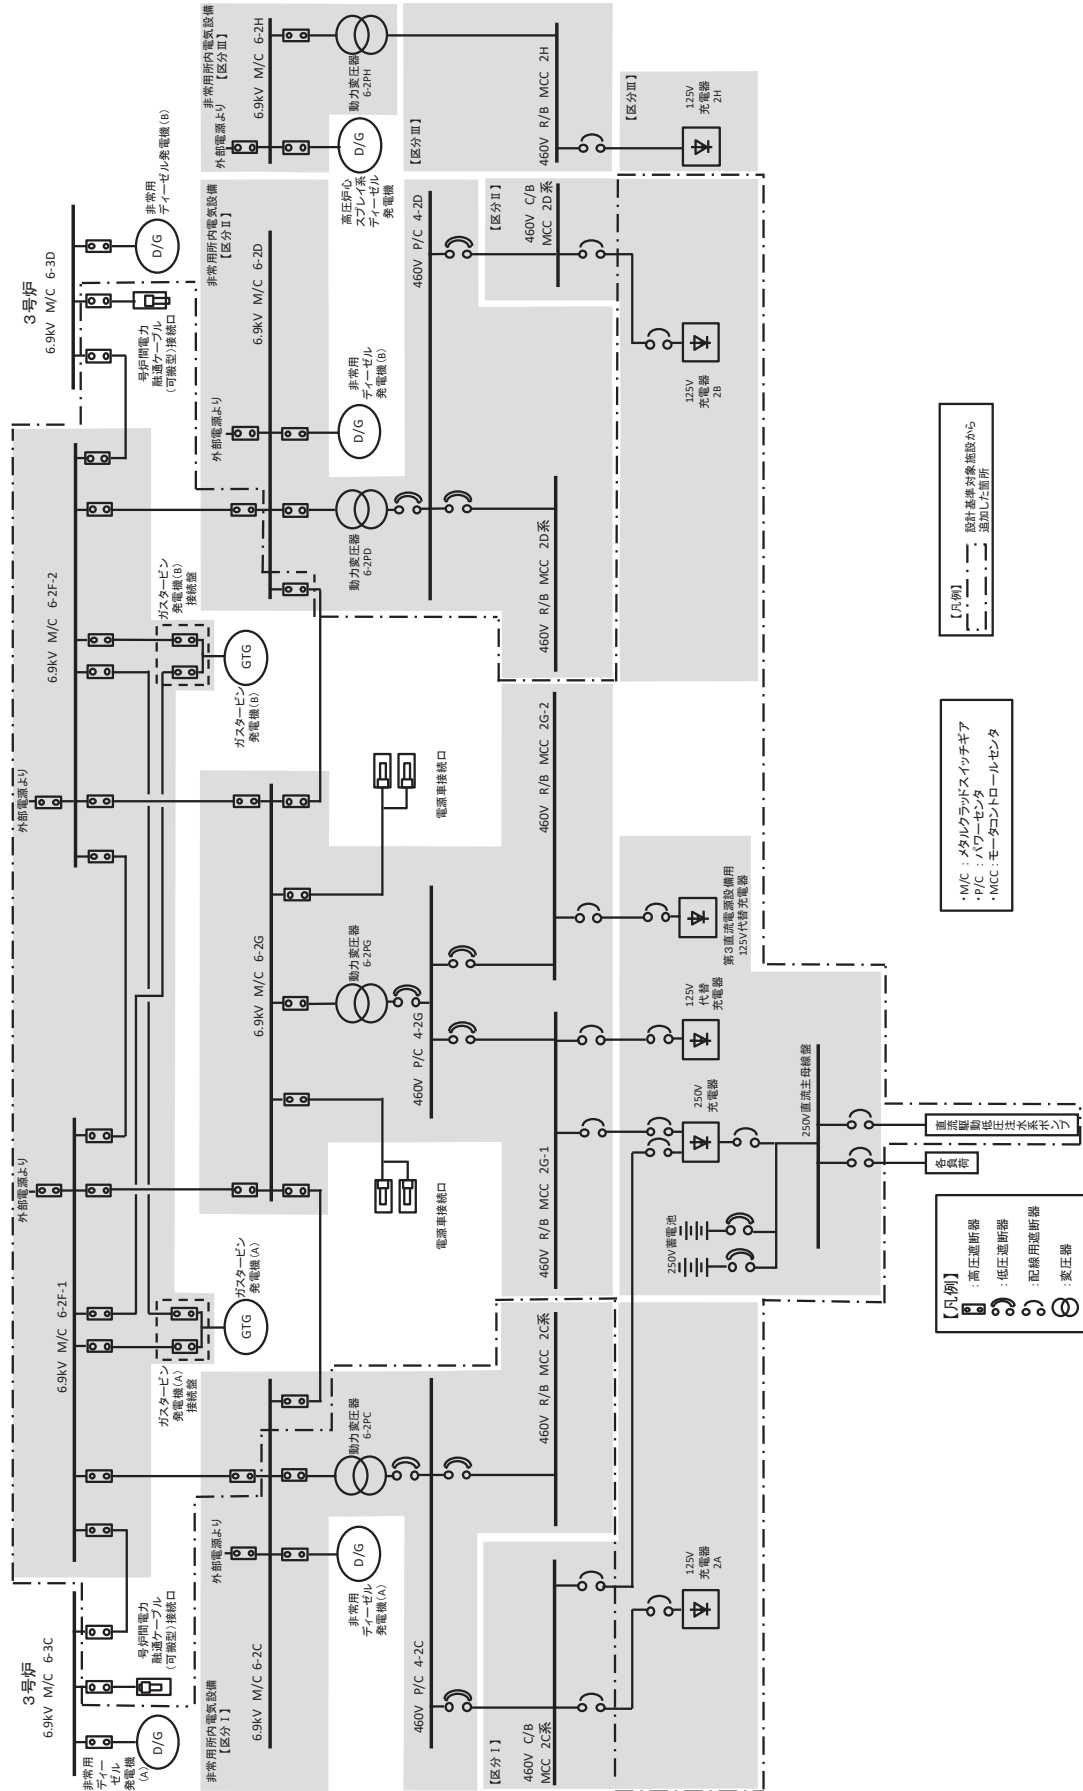 3号炉
6.9kV M/C 6-3C
非常用
ディー
ゼル
発電機
(A)
D/G
号炉間電力
融通ケーブル
(可搬型)接続口
外部電源より
6.9kV M/C 6-2F-1
ガスタービン
発電機(A)
接続盤
GTG
ガスタービン
発電機(A)
外部電源より
6.9kV M/C 6-2F-2
ガスタービン
発電機(B)
接続盤
GTG
ガスタービン
発電機(B)
3号炉
6.9kV M/C 6-3D
号炉間電力
融通ケーブル
(可搬型)接続口
D/G
非常用
ディーゼル発電機(B)
非常用所内電気設備
【区分Ⅰ】
外部電源より
6.9kV M/C 6-2C
D/G
非常用
ディーゼル
発電機(A)
動力変圧器
6-2PC
460V P/C 4-2C
【区分Ⅰ】
460V C/B
MCC 2C系
460V R/B MCC 2C系
125V
充電器
2A
6.9kV M/C 6-2G
電源車接続口
動力変圧器
6-2PG
電源車接続口
460V P/C 4-2G
460V R/B MCC 2G-1
460V R/B MCC 2G-2
250V蓄電池
250V
充電器
125V
代替
充電器
第3直流電源設備用
125V代替充電器
250V直流主母線盤
各負荷
直流駆動低圧注水系ポンプ
非常用所内電気設備
【区分Ⅱ】
外部電源より
6.9kV M/C 6-2D
動力変圧器
6-2PD
D/G
非常用
ディーゼル
発電機(B)
460V P/C 4-2D
460V R/B MCC 2D系
【区分Ⅱ】
460V C/B
MCC 2D系
125V
充電器
2B
非常用所内電気設備
【区分Ⅲ】
外部電源より
6.9kV M/C 6-2H
D/G
高圧炉心
スプレイ系
ディーゼル
発電機
動力変圧器
6-2PH
【区分Ⅲ】
460V R/B MCC 2H
【区分Ⅲ】
125V
充電器
2H
【凡例】
:高圧遮断器
:低圧遮断器
:配線用遮断器
:変圧器
・M/C : メタルクラッドスイッチギア
・P/C : パワーセンタ
・MCC : モータコントロールセンタ
【凡例】
設計基準対象施設から
追加した箇所